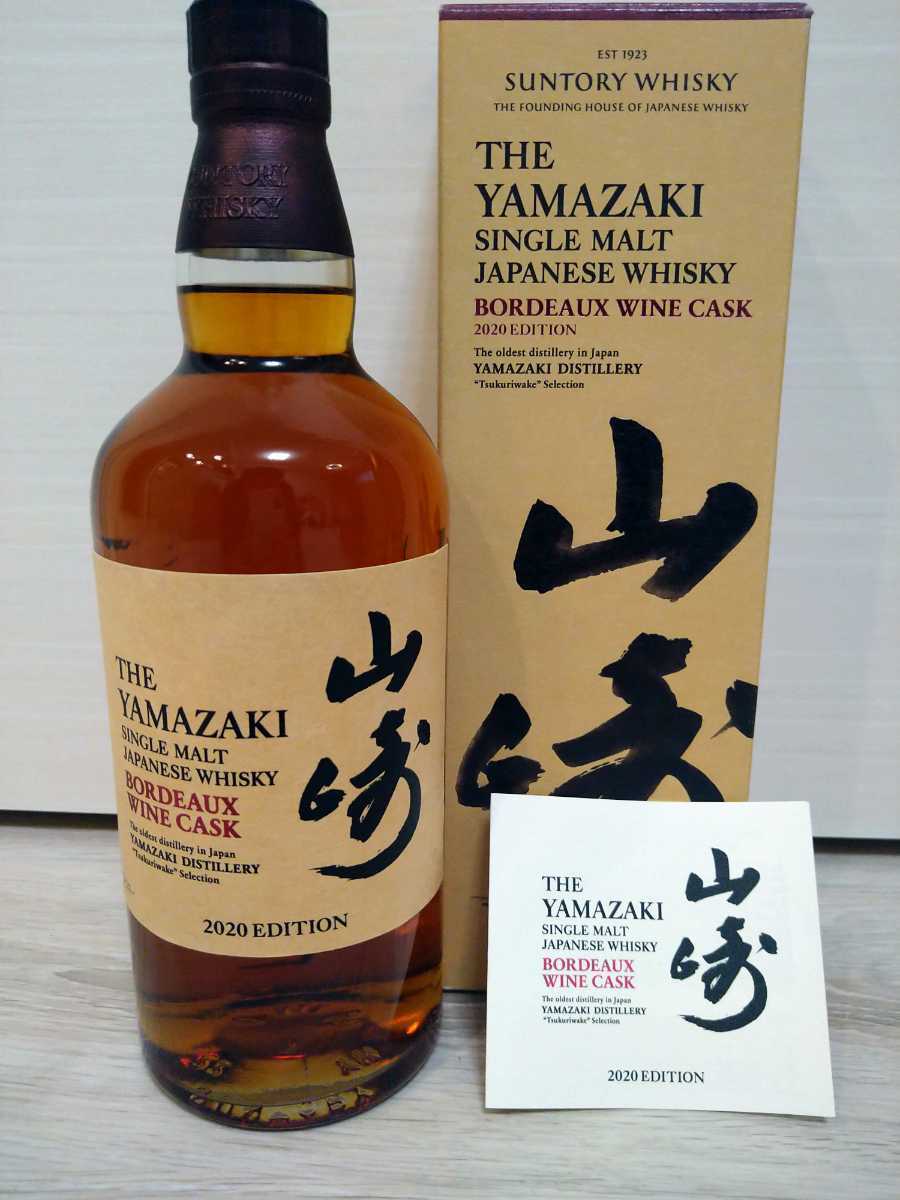 SUNTORY
WHISKY
THE
YAMAZAKI
SINGLE MALT
JAPANESE WHISKY
BORDEAUX
WINE CASK
The oldest distillery in Japan
YAMAZAKI DISTILLERY
"Tsukuriwake" Selection
山崎
2020 EDITION
EST 1923
SUNTORY WHISKY
THE FOUNDING HOUSE OF JAPANESE WHISKY
THE
YAMAZAKI
SINGLE MALT
JAPANESE WHISKY
BORDEAUX WINE CASK
2020 EDITION
The oldest distillery in Japan
YAMAZAKI DISTILLERY
"Tsukuriwake" Selection
山崎
THE
YAMAZAKI
SINGLE MALT
JAPANESE WHISKY
BORDEAUX
WINE CASK
The oldest distillery in Japan
YAMAZAKI DISTILLERY
"Tsukuriwake" Selection
山崎
2020 EDITION